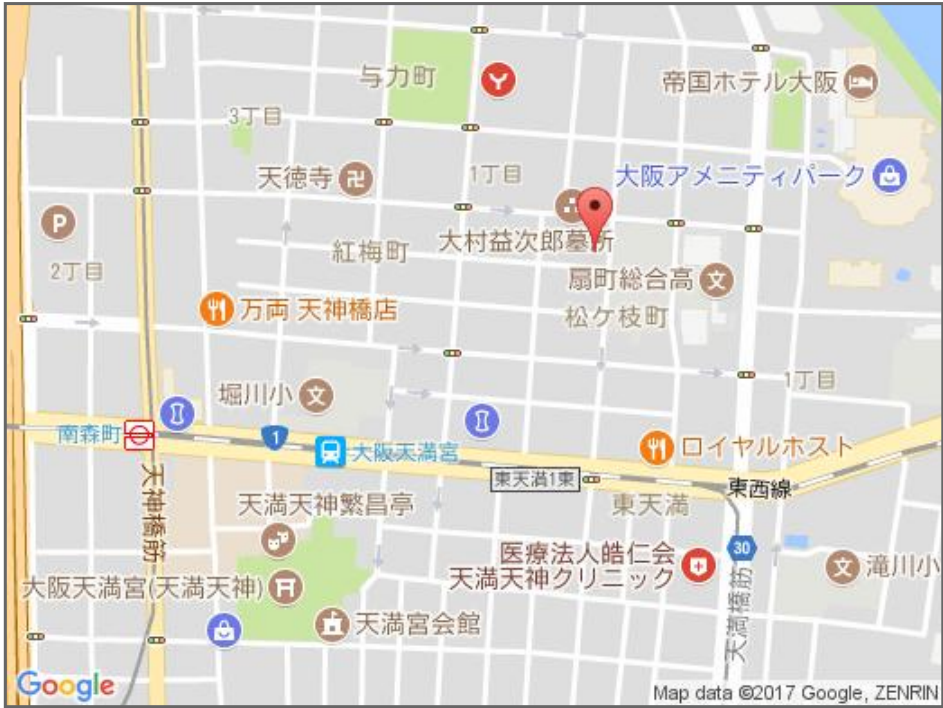 与力町
帝国ホテル大阪
3丁目
天徳寺
1丁目
大阪アメニティパーク
P
大村益次郎墓所
紅梅町
2丁目
扇町総合高
文
万両 天神橋店
松ケ枝町
1丁目
堀川小
文
南森町
1
大阪天満宮
ロイヤルホスト
東天満1東
東西線
天神橋筋
天満天神繁昌亭
東天満
30
医療法人皓仁会
天満天神クリニック
文
滝川小
大阪天満宮(天満天神)
天満宮会館
天満橋筋
Google
Map data ©2017 Google, ZENRIN